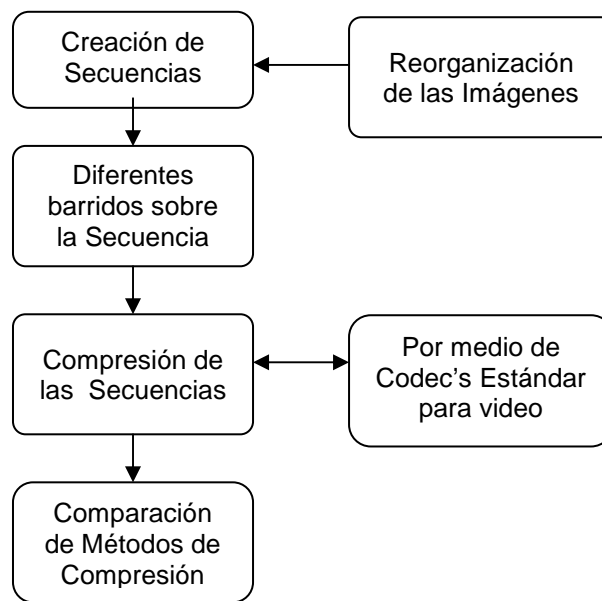 Creación de
Secuencias
Reorganización
de las Imágenes
Diferentes
barridos sobre
la Secuencia
Compresión de
las  Secuencias
Por medio de
Codec’s Estándar
para video
Comparación
de Métodos de
Compresión